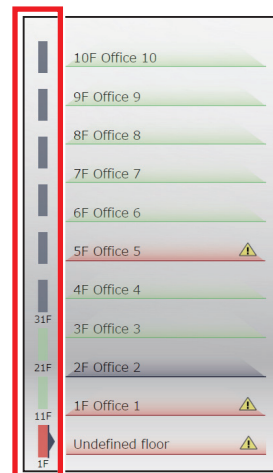 10F Office 10
9F Office 9
8F Office 8
7F Office 7
6F Office 6
5F Office 5
4F Office 4
31F
3F Office 3
21F
2F Office 2
1F Office 1
11F
Undefined floor
1F